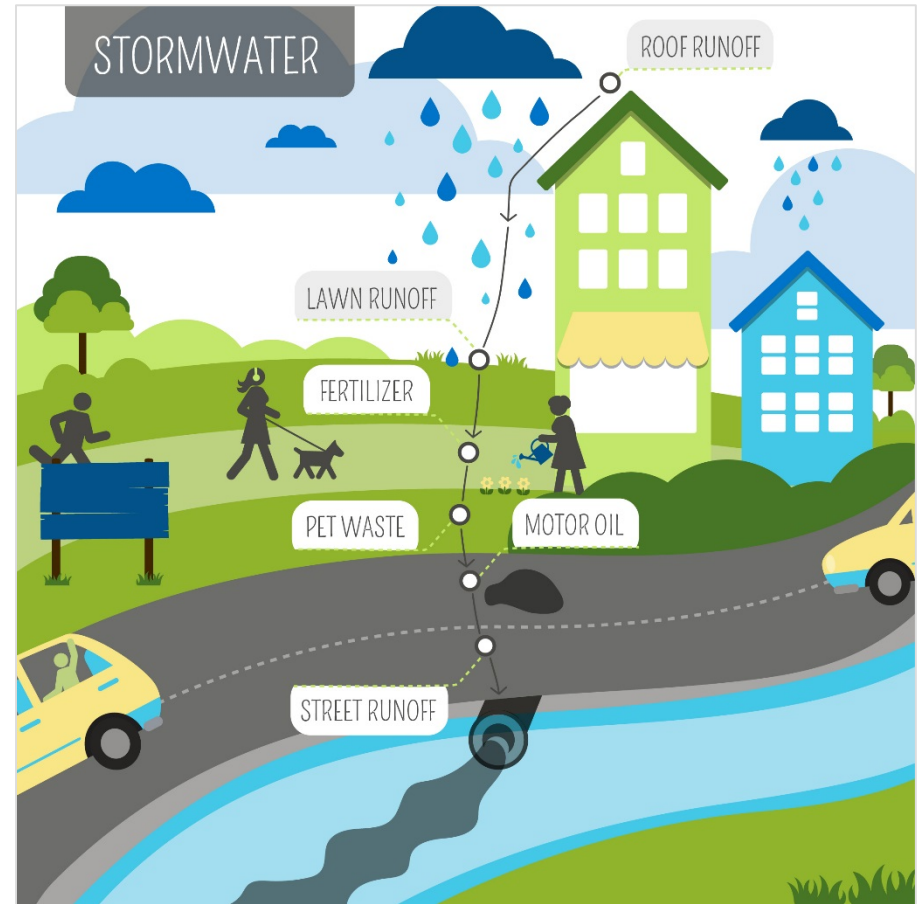 STORMWATER
ROOF RUNOFF
LAWN RUNOFF
FERTILIZER
PET WASTE
MOTOR OIL
STREET RUNOFF